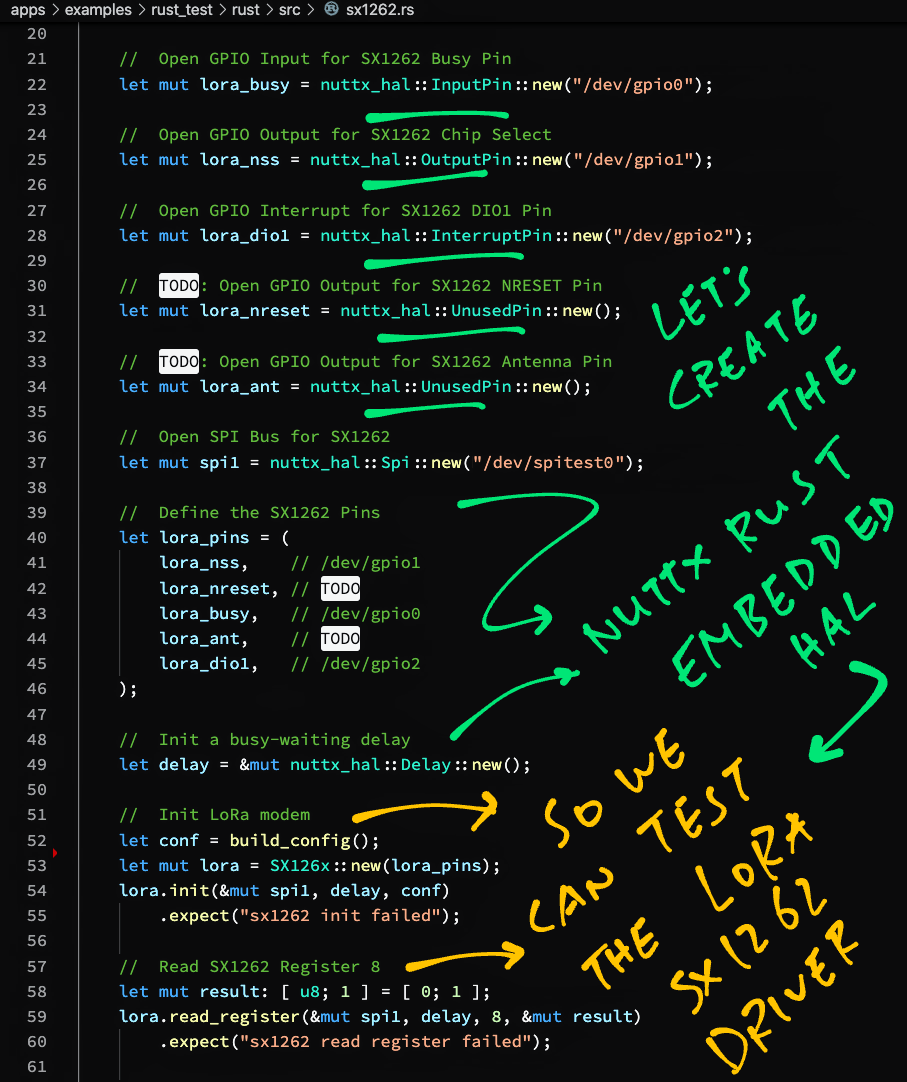 apps > examples > rust_test > rust > src > sx1262.rs
20
21 //  Open GPIO Input for SX1262 Busy Pin
22 let mut lora_busy = nuttx_hal::InputPin::new("/dev/gpio0");
23
24 //  Open GPIO Output for SX1262 Chip Select
25 let mut lora_nss = nuttx_hal::OutputPin::new("/dev/gpio1");
26
27 //  Open GPIO Interrupt for SX1262 DIO1 Pin
28 let mut lora_dio1 = nuttx_hal::InterruptPin::new("/dev/gpio2");
29
30 //  TODO: Open GPIO Output for SX1262 NRESET Pin
31 let mut lora_nreset = nuttx_hal::UnusedPin::new();
32
33 //  TODO: Open GPIO Output for SX1262 Antenna Pin
34 let mut lora_ant = nuttx_hal::UnusedPin::new();
35
36 //  Open SPI Bus for SX1262
37 let mut spi1 = nuttx_hal::Spi::new("/dev/spitest0");
38
39 //  Define the SX1262 Pins
40 let lora_pins = (
41     lora_nss,    // /dev/gpio1
42     lora_nreset, // TODO
43     lora_busy,   // /dev/gpio0
44     lora_ant,    // TODO
45     lora_dio1,   // /dev/gpio2
46 );
47
48 //  Init a busy-waiting delay
49 let delay = &mut nuttx_hal::Delay::new();
50
51 //  Init LoRa modem
52 let conf = build_config();
53 let mut lora = SX126x::new(lora_pins);
54 lora.init(&mut spi1, delay, conf)
55     .expect("sx1262 init failed");
56
57 //  Read SX1262 Register 8
58 let mut result: [ u8; 1 ] = [ 0; 1 ];
59 lora.read_register(&mut spi1, delay, 8, &mut result)
60     .expect("sx1262 read register failed");
61
LET'S
CREATE
THE
NUTTX RUST
EMBEDDED
HAL
SO WE
CAN TEST
THE LORA
SX1262
DRIVER